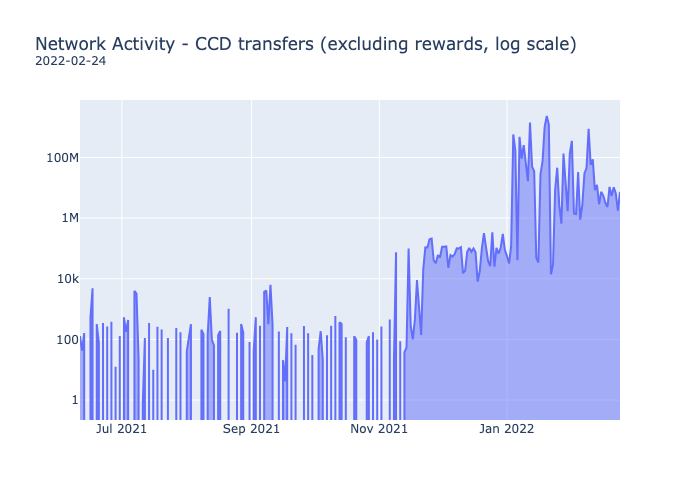 Network Activity - CCD transfers (excluding rewards, log scale)
2022-02-24
100M
1M
10k
100
1
Jul 2021 Sep 2021 Nov 2021 Jan 2022